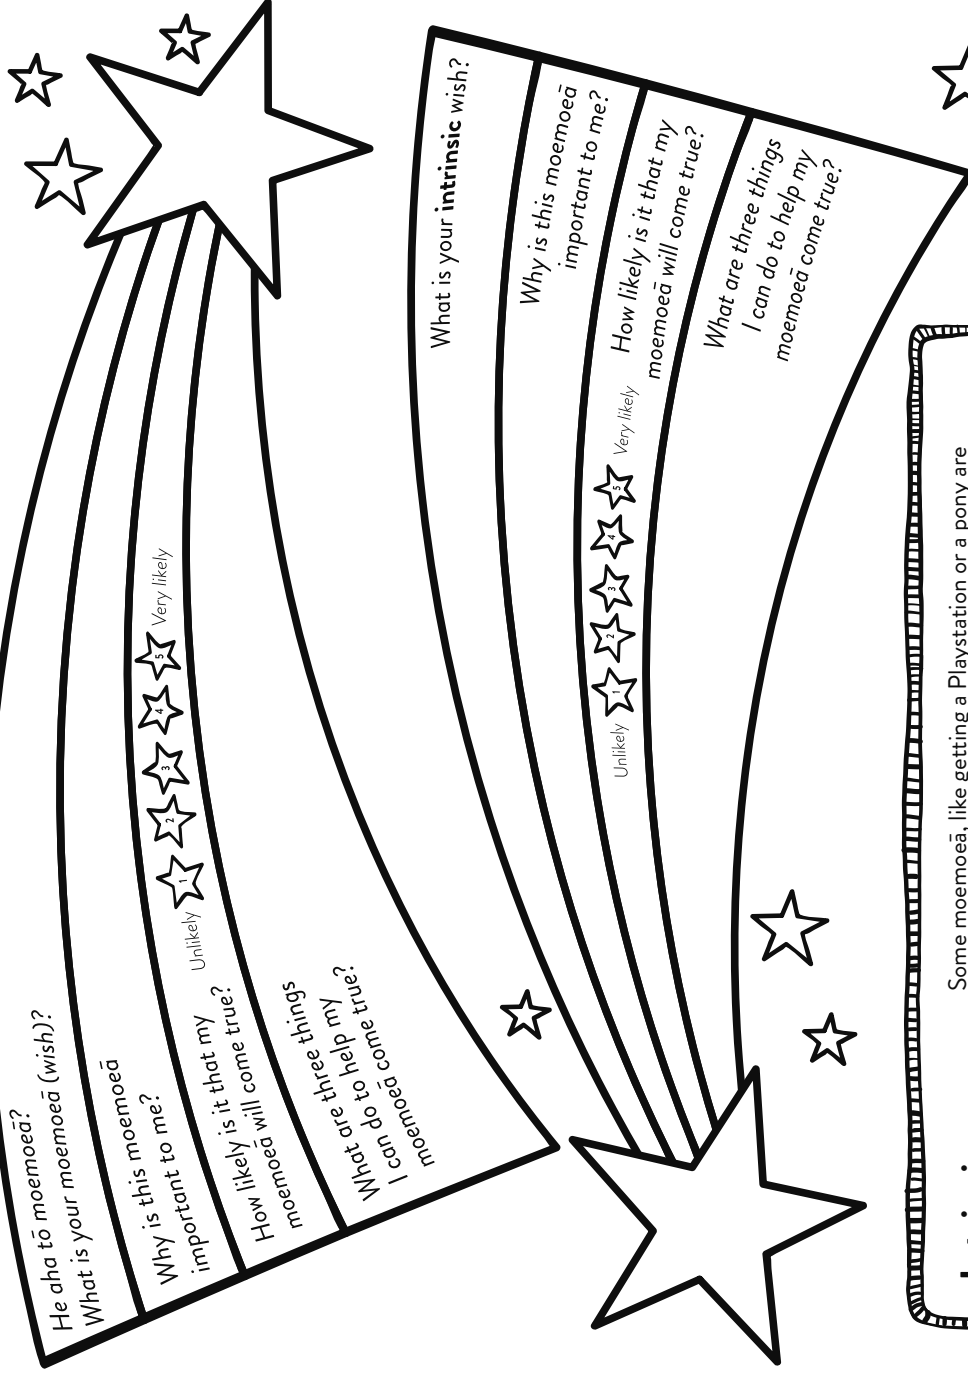 He aha tō moemoeā?
What is your moemoeā (wish)?
Why is this moemoeā
important to me?
How likely is it that my
moemoeā will come true?
Unlikely 1 2 3 4 5 Very likely
What are three things
I can do to help my
moemoeā come true?
What is your intrinsic wish?
Why is this moemoeā
important to me?
How likely is it that my
moemoeā will come true?
Unlikely 1 2 3 4 5 Very likely
What are three things
I can do to help my
moemoeā come true?
Some moemoeā, like getting a Playstation or a pony are